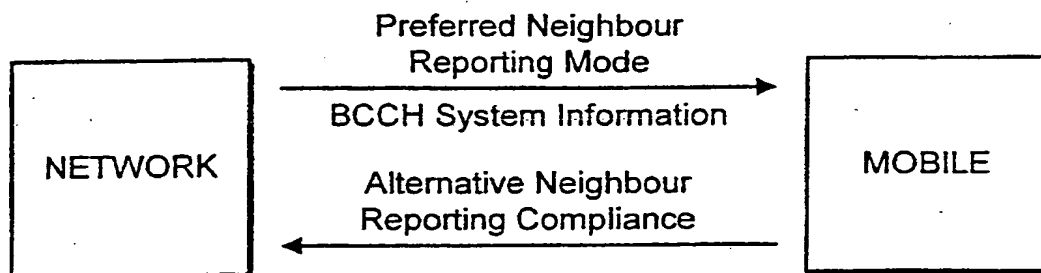 Preferred Neighbour
Reporting Mode
BCCH System Information
NETWORK
MOBILE
Alternative Neighbour
Reporting Compliance